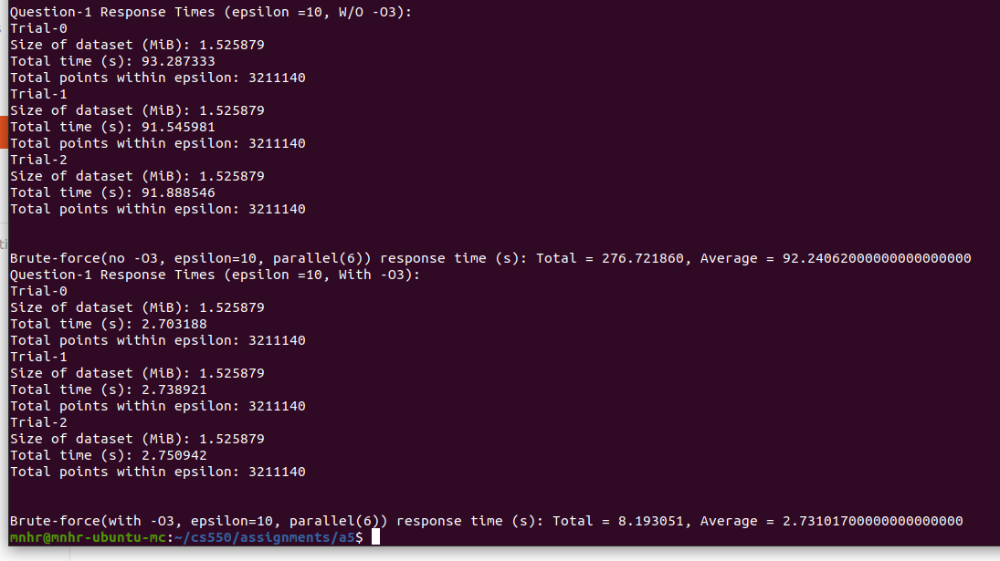 Question-1 Response Times (epsilon =10, W/O -O3):
Trial-0
Size of dataset (MiB): 1.525879
Total time (s): 93.287333
Total points within epsilon: 3211140
Trial-1
Size of dataset (MiB): 1.525879
Total time (s): 91.545981
Total points within epsilon: 3211140
Trial-2
Size of dataset (MiB): 1.525879
Total time (s): 91.888546
Total points within epsilon: 3211140
Brute-force(no -O3, epsilon=10, parallel(6)) response time (s): Total = 276.721860, Average = 92.24062000000000000000
Question-1 Response Times (epsilon =10, With -O3):
Trial-0
Size of dataset (MiB): 1.525879
Total time (s): 2.703188
Total points within epsilon: 3211140
Trial-1
Size of dataset (MiB): 1.525879
Total time (s): 2.738921
Total points within epsilon: 3211140
Trial-2
Size of dataset (MiB): 1.525879
Total time (s): 2.750942
Total points within epsilon: 3211140
Brute-force(with -O3, epsilon=10, parallel(6)) response time (s): Total = 8.193051, Average = 2.73101700000000000000
mnhr@mnhr-ubuntu-mc:~/cs550/assignments/a5$